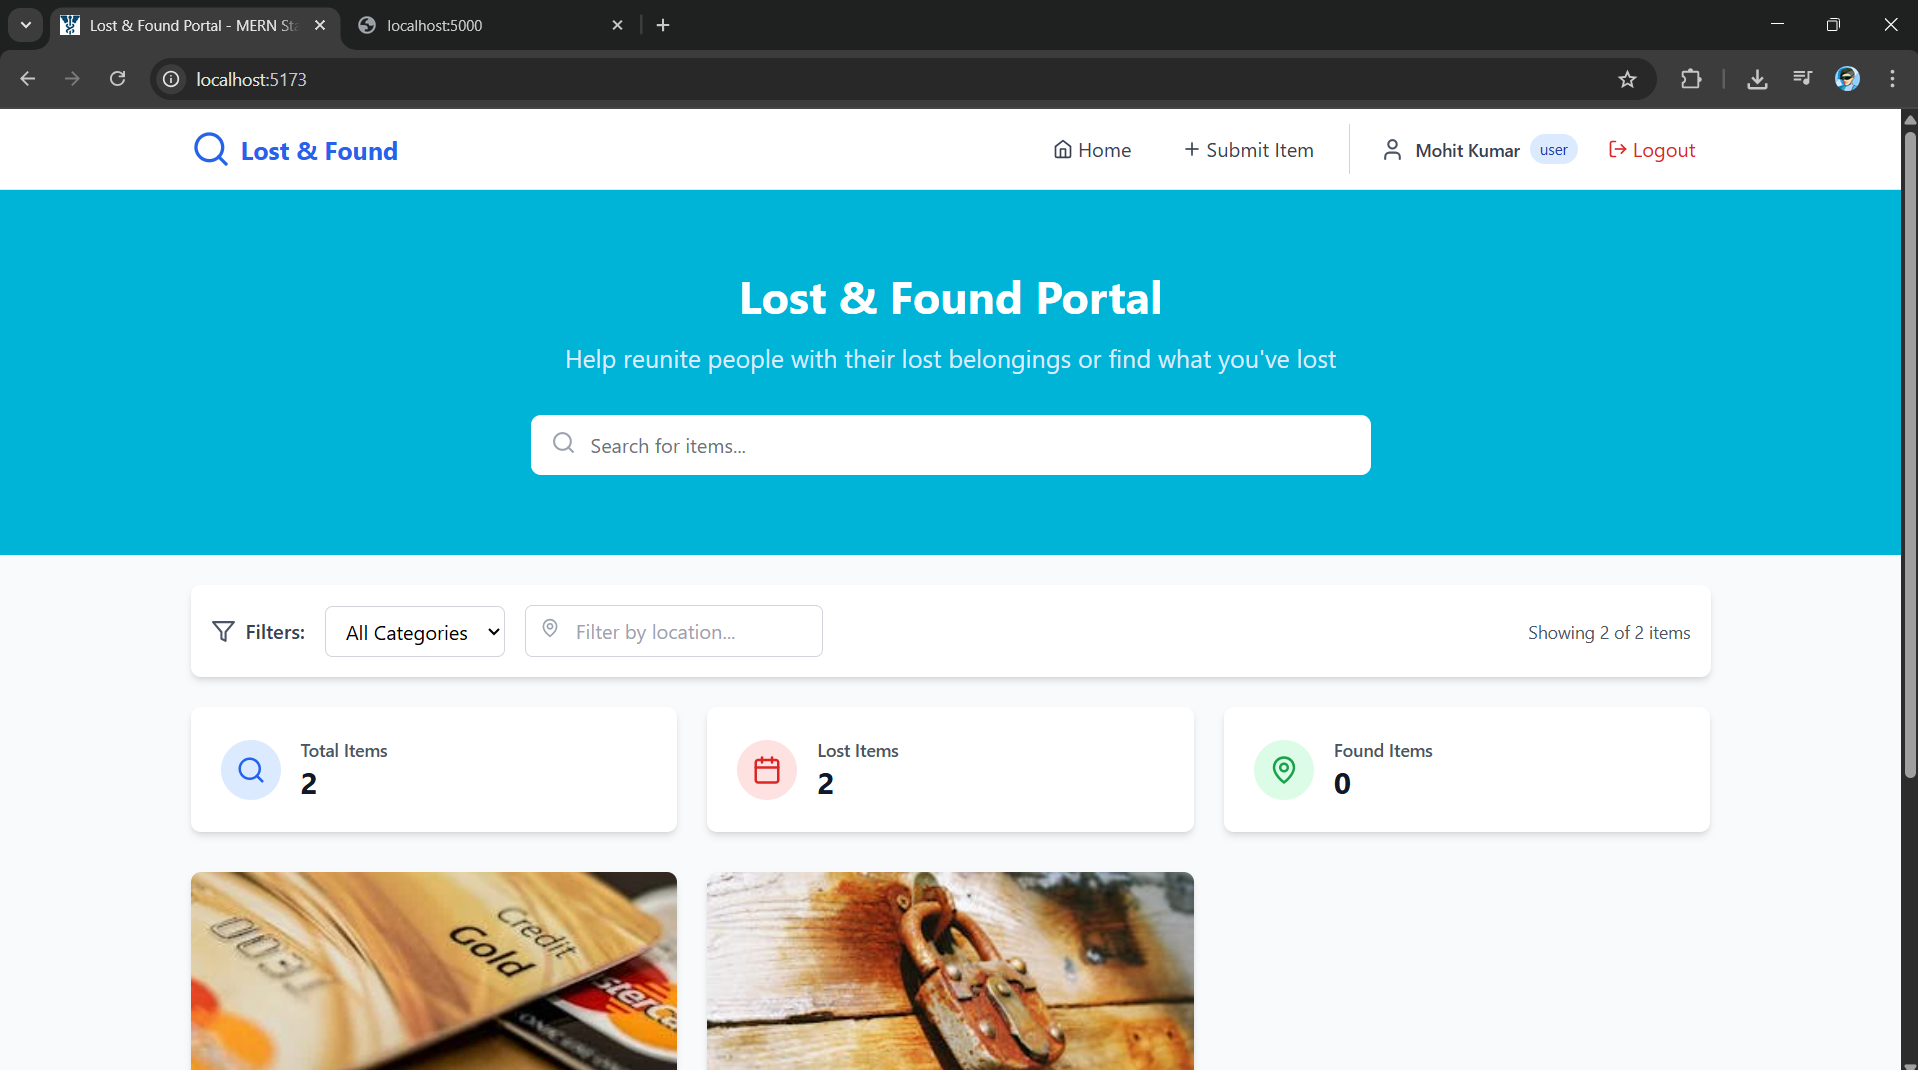 Lost & Found Portal - MERN Sta
localhost:5000
localhost:5173
Lost & Found
Home
Submit Item
Mohit Kumar
user
Logout
Lost & Found Portal
Help reunite people with their lost belongings or find what you've lost
Search for items...
Filters:
All Categories
Filter by location...
Showing 2 of 2 items
Total Items
2
Lost Items
2
Found Items
0
Credit
Gold